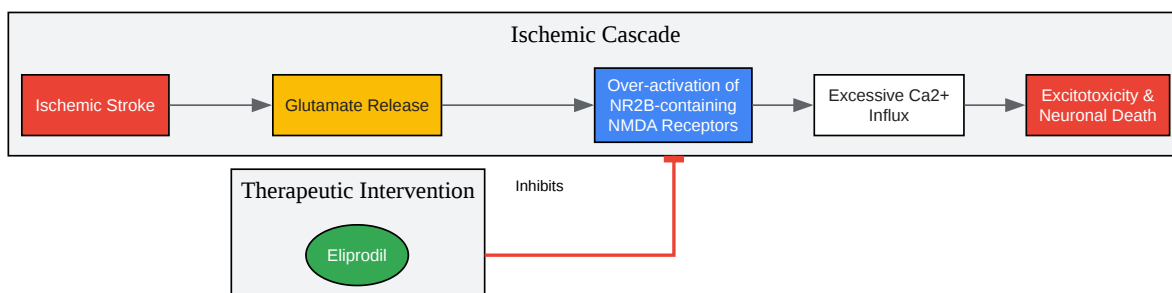 Ischemic Cascade
Ischemic Stroke
Glutamate Release
Over-activation of
NR2B-containing
NMDA Receptors
Excessive Ca2+
Influx
Excitotoxicity &
Neuronal Death
Therapeutic Intervention
Inhibits
Eliprodil